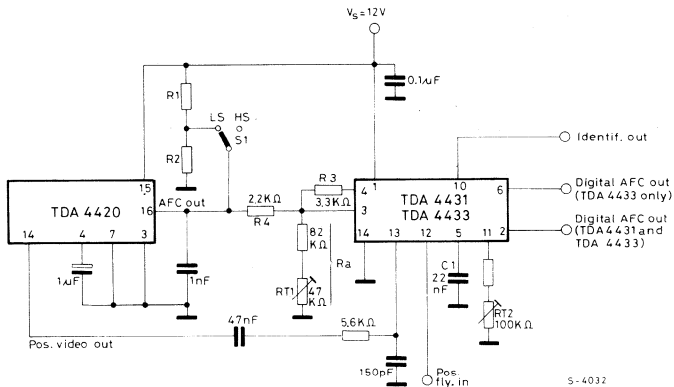 Vs=12V
0.1µF
R1
LS HS
S1
R2
Identif. out
15
R3
3,3KΩ
4
1
10
6
Digital AFC out
(TDA 4433 only)
TDA 4420
16
AFC out
2,2KΩ
R4
3
TDA 4431
TDA 4433
Digital AFC out
(TDA4431 and
TDA 4433)
14
4
7
3
82
KΩ
14
13
12
5
11
2
1µF
1nF
RT1
47
KΩ
Ra
C1
22
nF
RT2
100KΩ
47nF
5.6KΩ
Pos. video out
150pF
Pos.
fly. in
S-4032